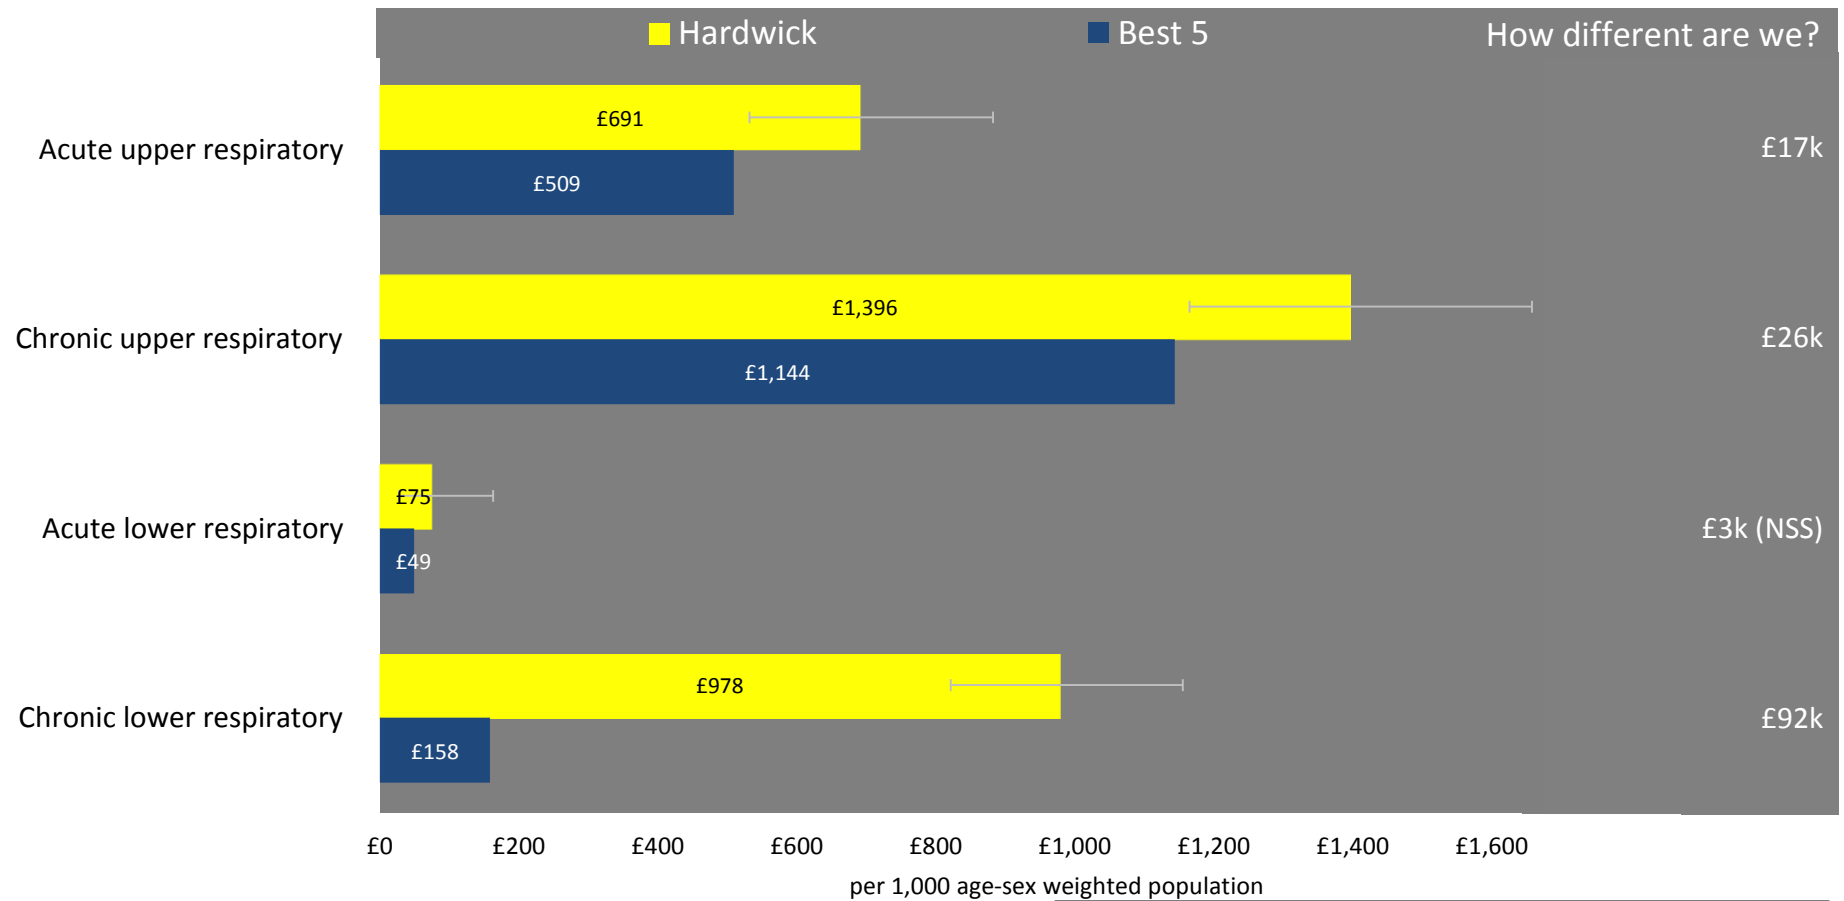 Hardwick Best 5 How different are we?
Acute upper respiratory £691 £509 £17k
Chronic upper respiratory £1,396 £1,144 £26k
Acute lower respiratory £75 £49 £3k (NSS)
Chronic lower respiratory £978 £158 £92k
£0 £200 £400 £600 £800 £1,000 £1,200 £1,400 £1,600
per 1,000 age-sex weighted population